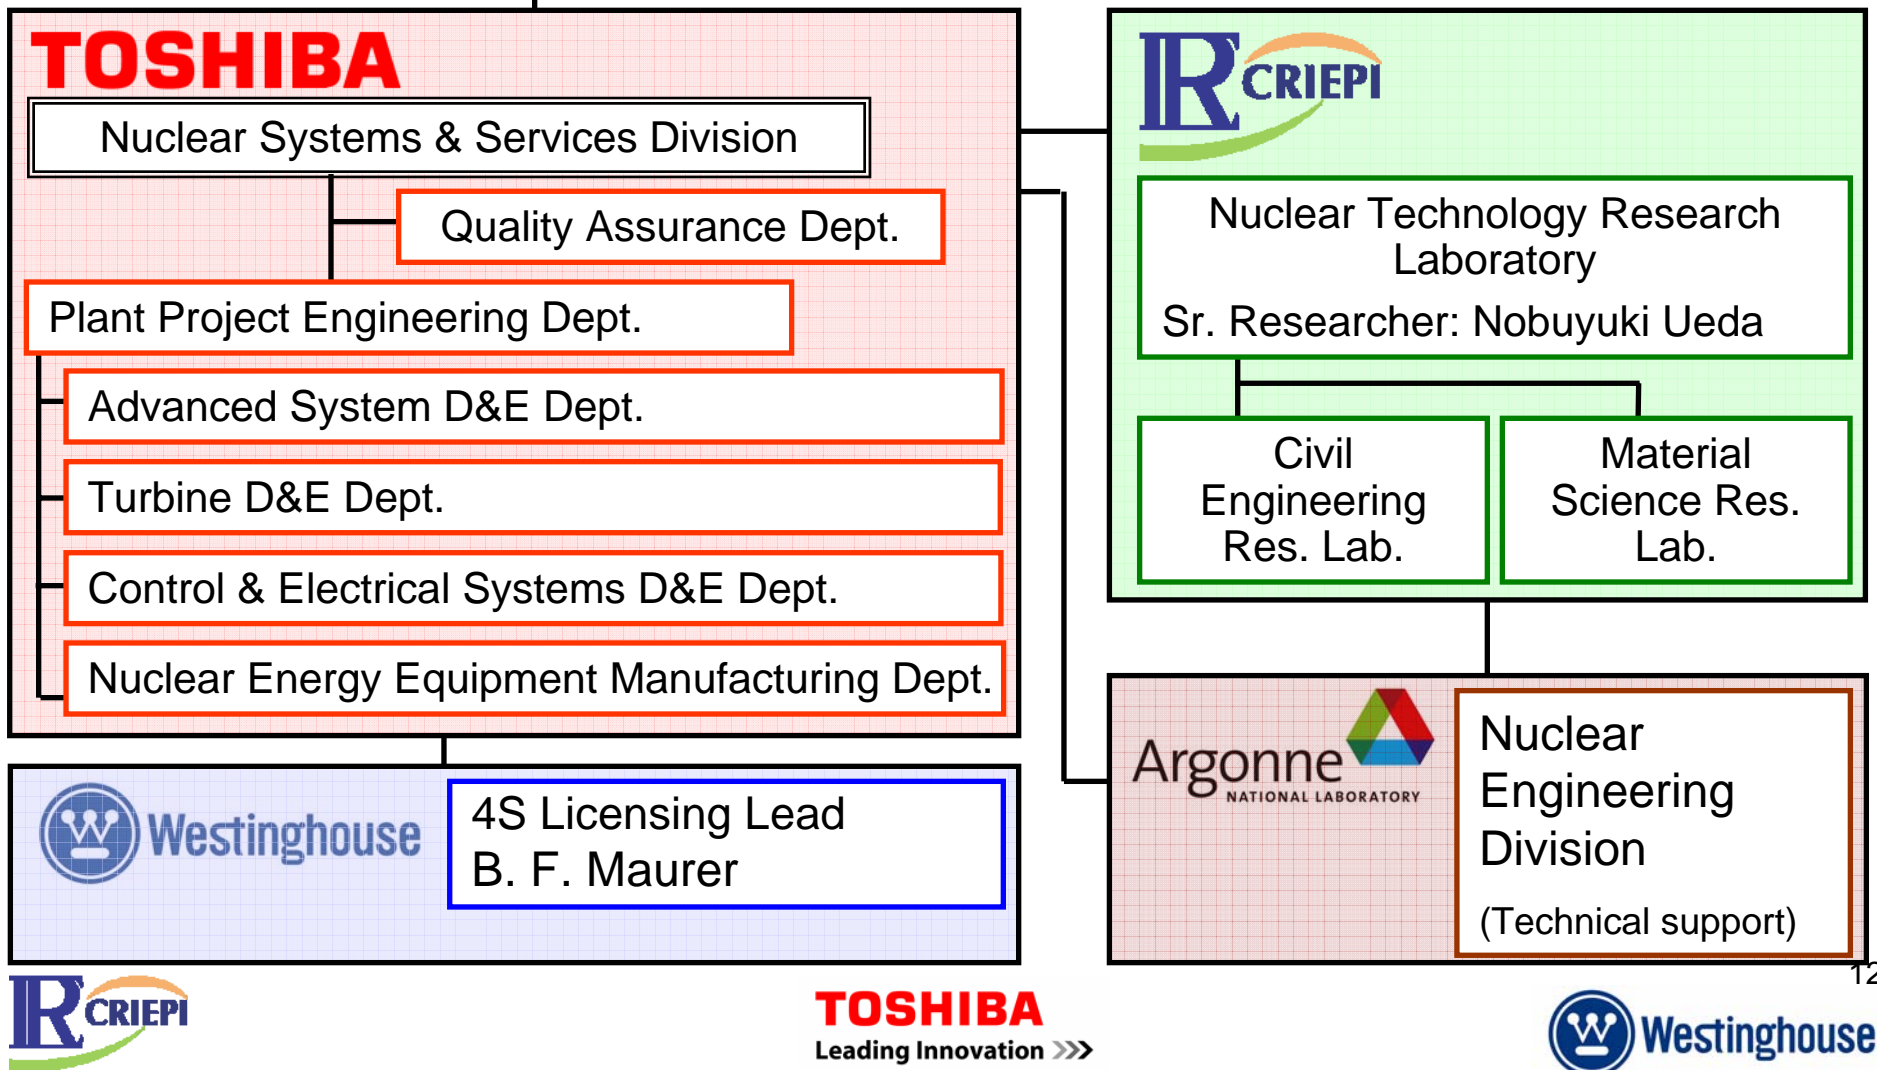 TOSHIBA
Nuclear Systems & Services Division
Quality Assurance Dept.
Plant Project Engineering Dept.
Advanced System D&E Dept.
Turbine D&E Dept.
Control & Electrical Systems D&E Dept.
Nuclear Energy Equipment Manufacturing Dept.
Westinghouse
4S Licensing Lead
B. F. Maurer
R CRIEPI
Nuclear Technology Research
Laboratory
Sr. Researcher: Nobuyuki Ueda
Civil
Engineering
Res. Lab.
Material
Science Res.
Lab.
Argonne
NATIONAL LABORATORY
Nuclear
Engineering
Division
(Technical support)
12
R CRIEPI
TOSHIBA
Leading Innovation >>>
Westinghouse